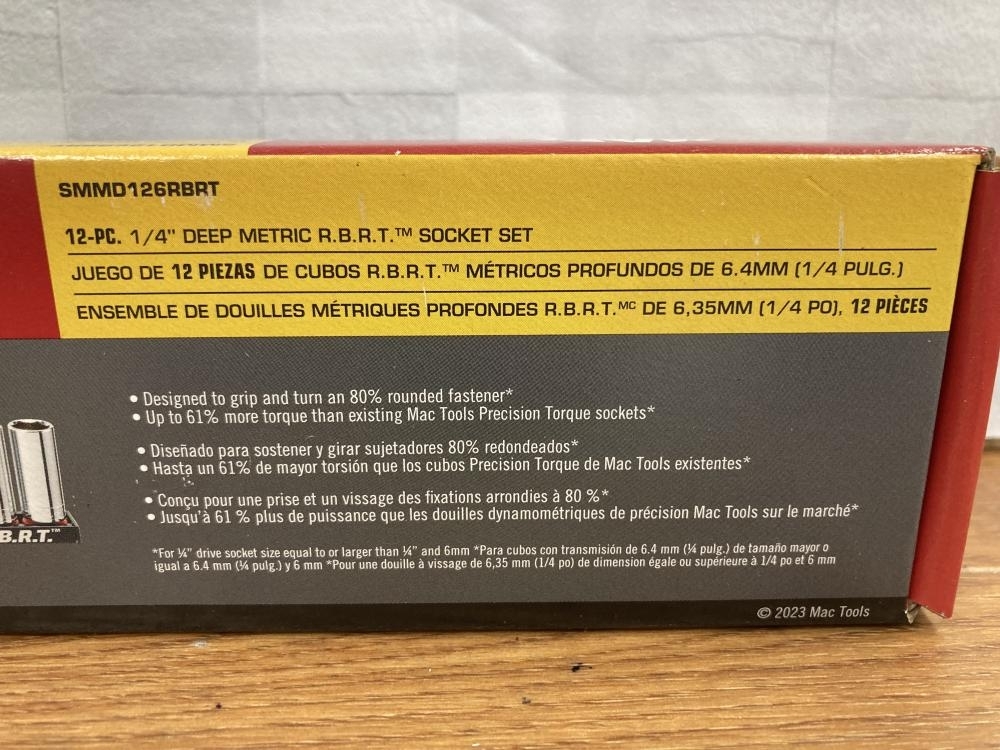 SMMD126RBRT
12-PC. 1/4" DEEP METRIC R.B.R.T.™ SOCKET SET
JUEGO DE 12 PIEZAS DE CUBOS R.B.R.T.™ MÉTRICOS PROFUNDOS DE 6.4MM (1/4 PULG.)
ENSEMBLE DE DOUILLES MÉTRIQUES PROFONDES R.B.R.T.ᴹᶜ DE 6,35MM (1/4 PO), 12 PIÈCES
• Designed to grip and turn an 80% rounded fastener*
• Up to 61% more torque than existing Mac Tools Precision Torque sockets*
• Diseñado para sostener y girar sujetadores 80% redondeados*
• Hasta un 61% de mayor torsión que los cubos Precision Torque de Mac Tools existentes*
• Conçu pour une prise et un vissage des fixations arrondies à 80 %*
• Jusqu'à 61 % plus de puissance que les douilles dynamométriques de précision Mac Tools sur le marché*
B.R.T.™
*For ¼" drive socket size equal to or larger than ¼" and 6mm *Para cubos con transmisión de 6.4 mm (¼ pulg.) de tamaño mayor o
igual a 6.4 mm (¼ pulg.) y 6 mm *Pour une douille à vissage de 6,35 mm (1/4 po) de dimension égale ou supérieure à 1/4 po et 6 mm
© 2023 Mac Tools